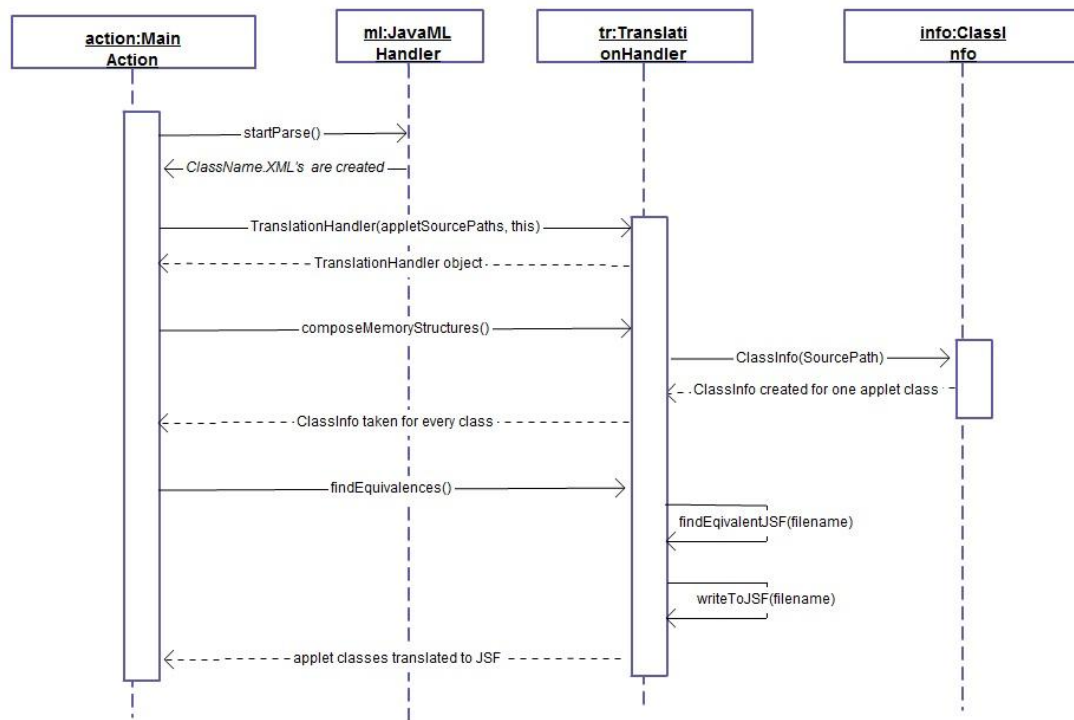 action:Main
Action
ml:JavaML
Handler
tr:Translati
onHandler
info:ClassI
nfo
startParse()
ClassName.XML's are created
TranslationHandler(appletSourcePaths, this)
TranslationHandler object
composeMemoryStructures()
ClassInfo(SourcePath)
ClassInfo created for one applet class
ClassInfo taken for every class
findEquivalences()
findEqivalentJSF(filename)
writeToJSF(filename)
applet classes translated to JSF